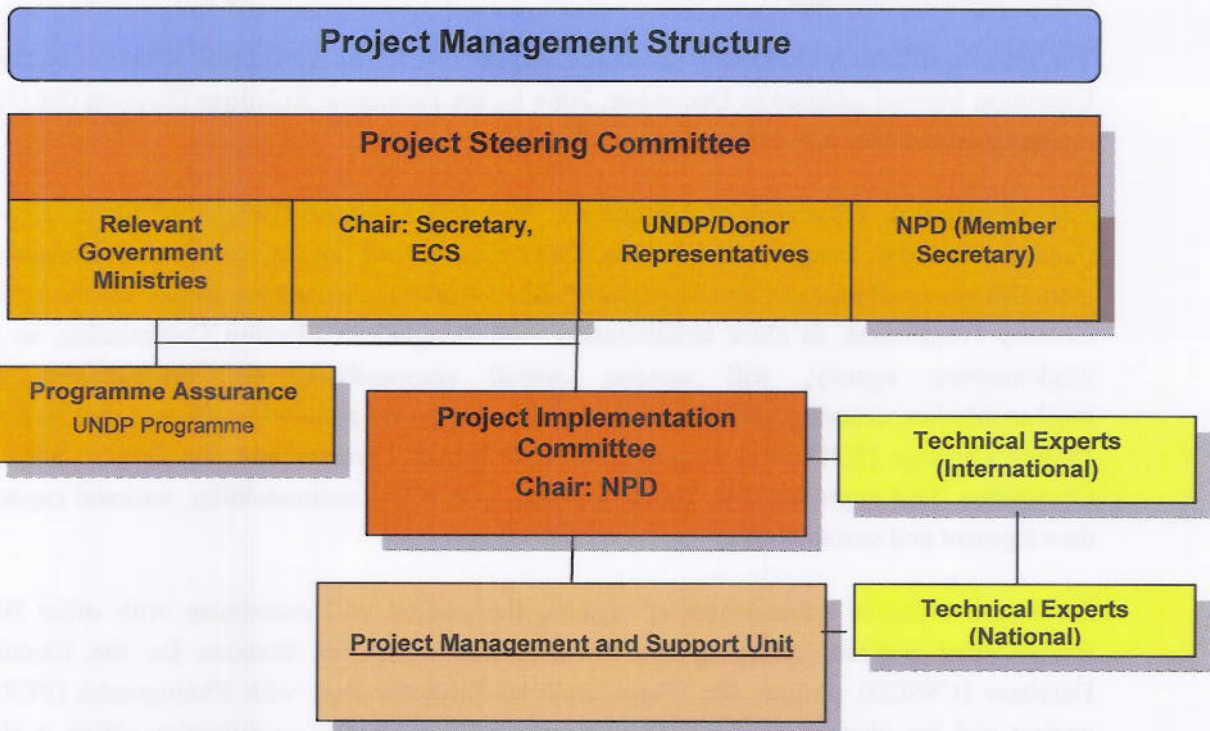 Project Management Structure
Project Steering Committee
Relevant
Government
Ministries
Chair: Secretary,
ECS
UNDP/Donor
Representatives
NPD (Member
Secretary)
Programme Assurance
UNDP Programme
Project Implementation
Committee
Chair: NPD
Technical Experts
(International)
Project Management and Support Unit
Technical Experts
(National)